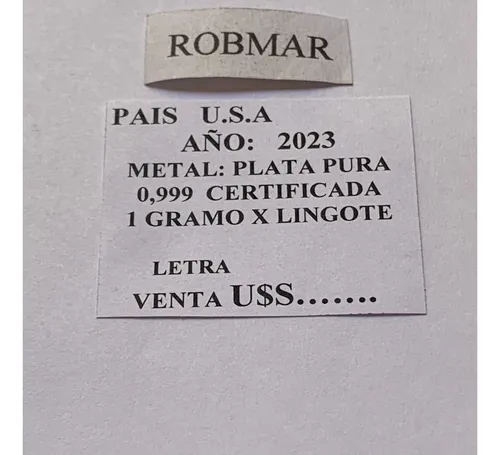 ROBMAR
PAIS U.S.A
AÑO: 2023
METAL: PLATA PURA
0,999 CERTIFICADA
1 GRAMO X LINGOTE
LETRA
VENTA U$S.......